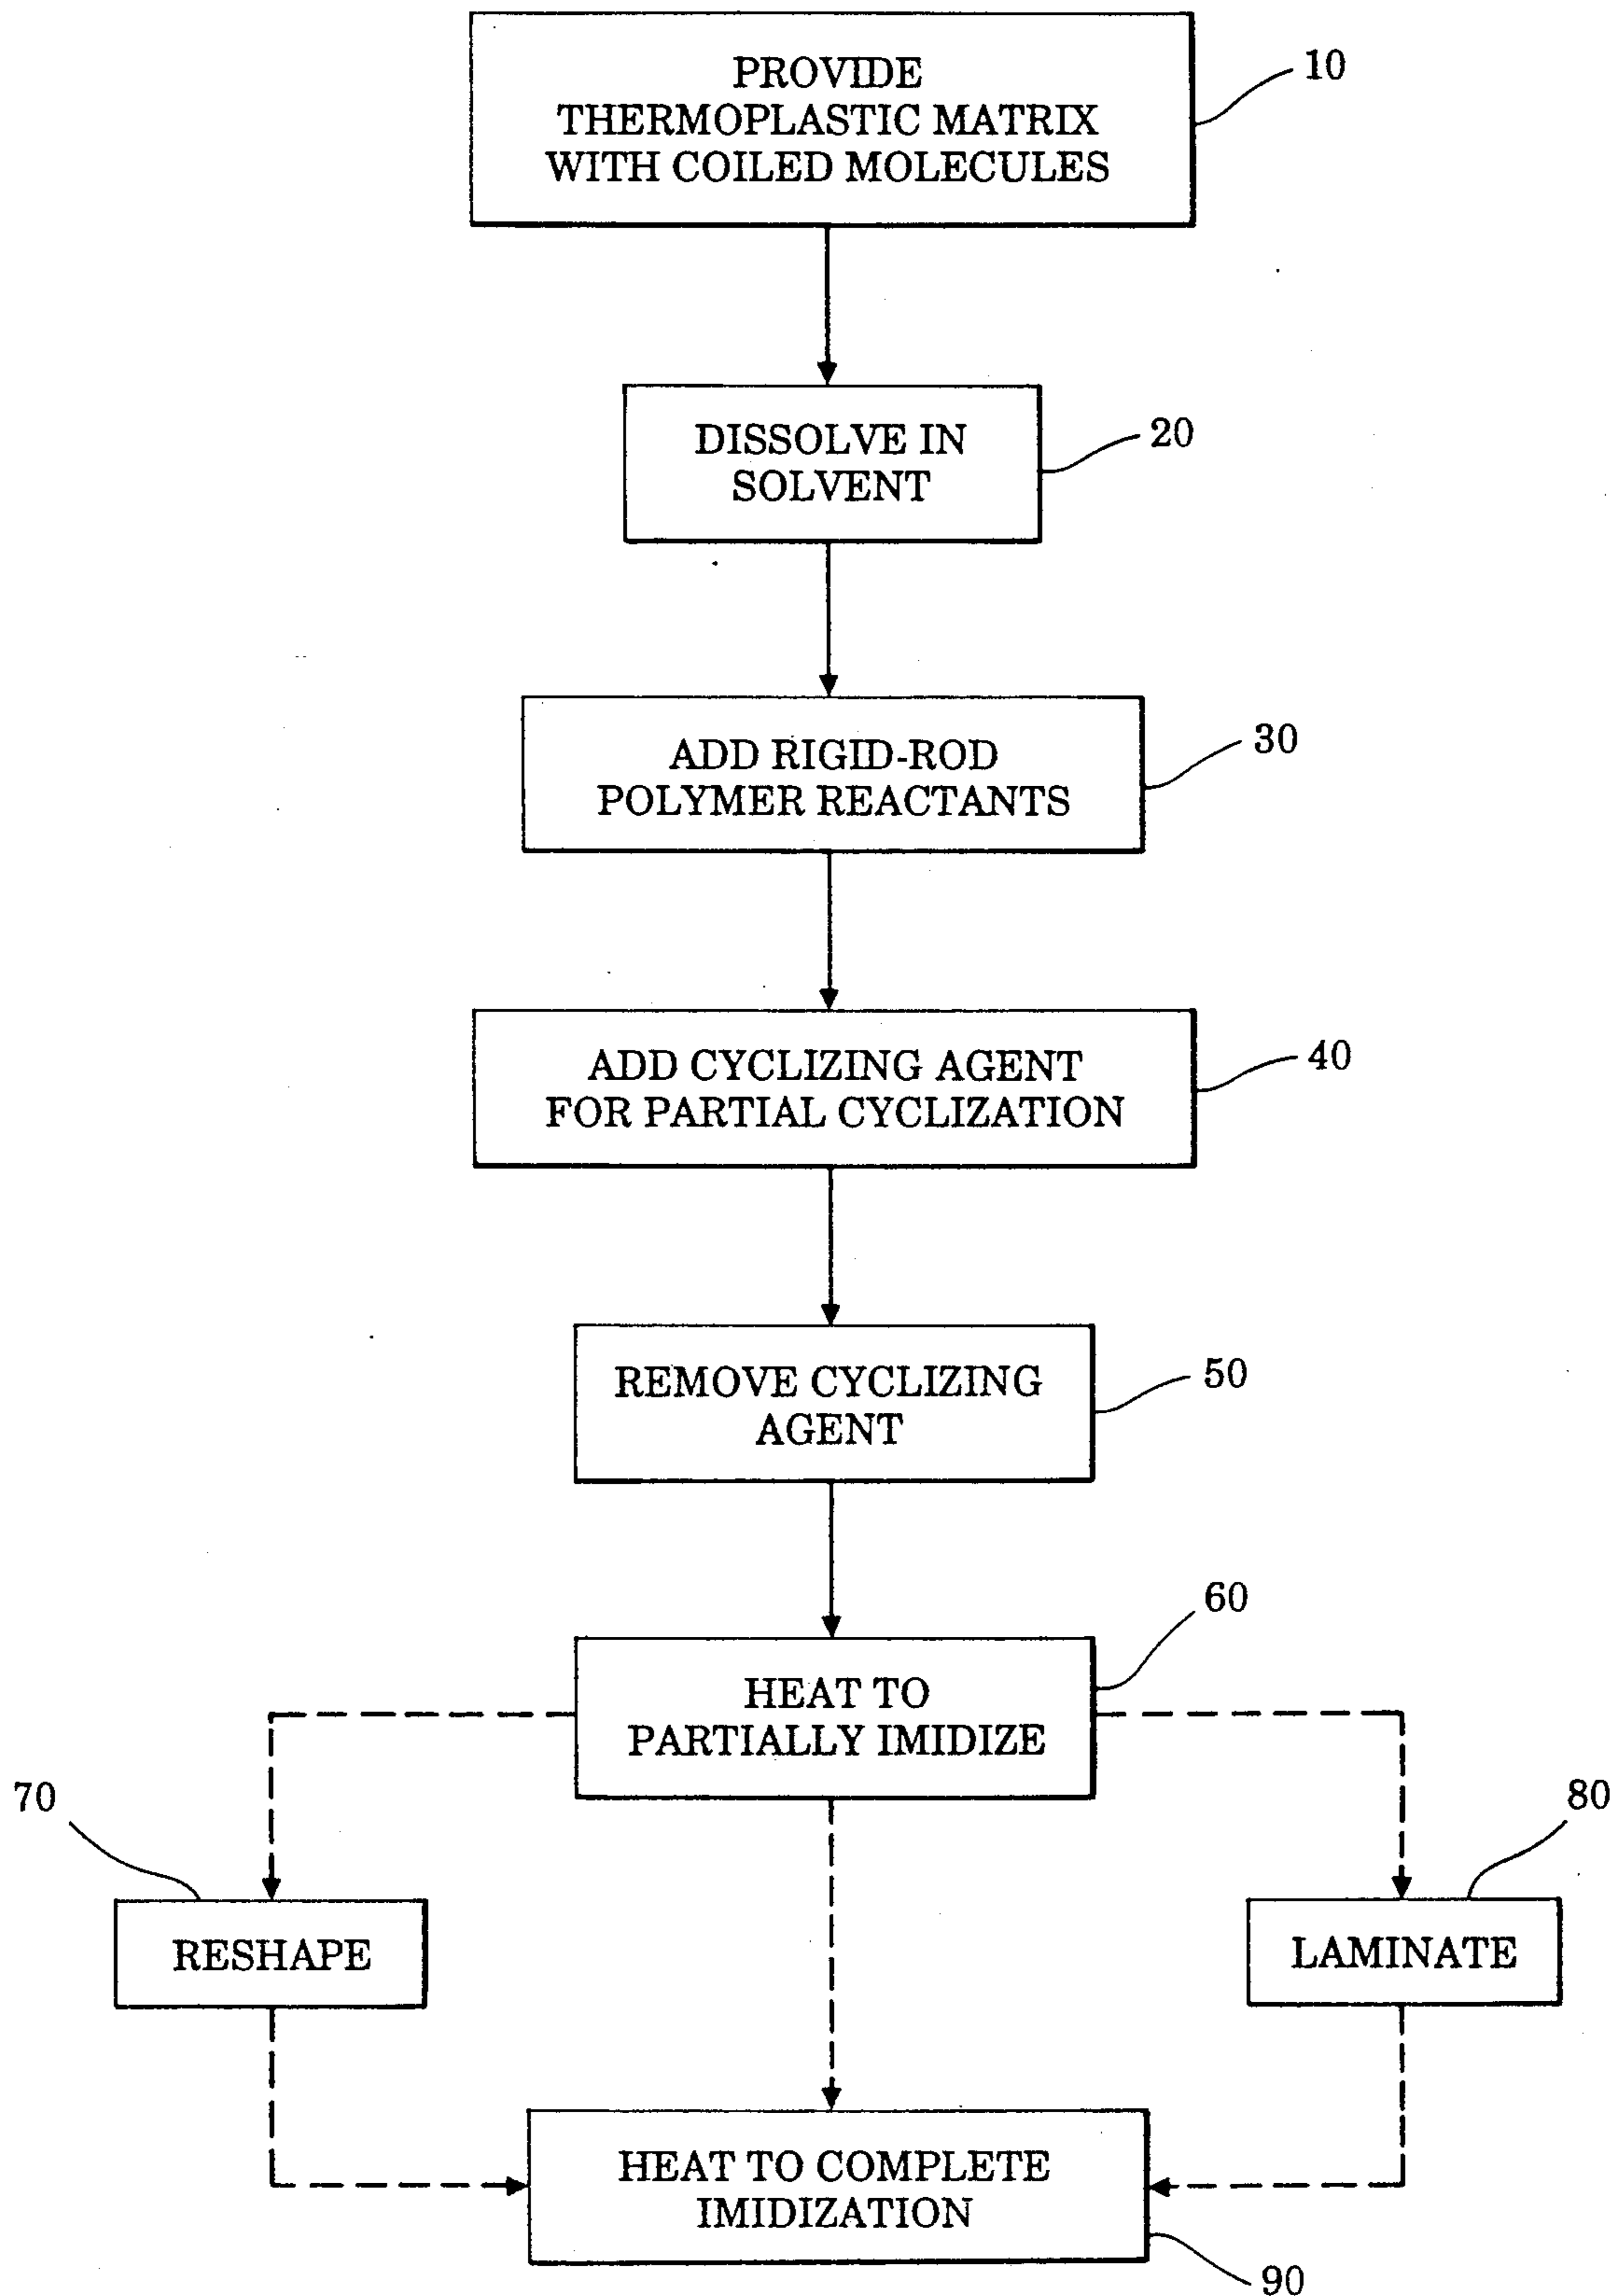 PROVIDE
THERMOPLASTIC MATRIX
WITH COILED MOLECULES
10
DISSOLVE IN
SOLVENT
20
ADD RIGID-ROD
POLYMER REACTANTS
30
ADD CYCLIZING AGENT
FOR PARTIAL CYCLIZATION
40
REMOVE CYCLIZING
AGENT
50
60
HEAT TO
PARTIALLY IMIDIZE
70
80
RESHAPE
LAMINATE
HEAT TO COMPLETE
IMIDIZATION
90